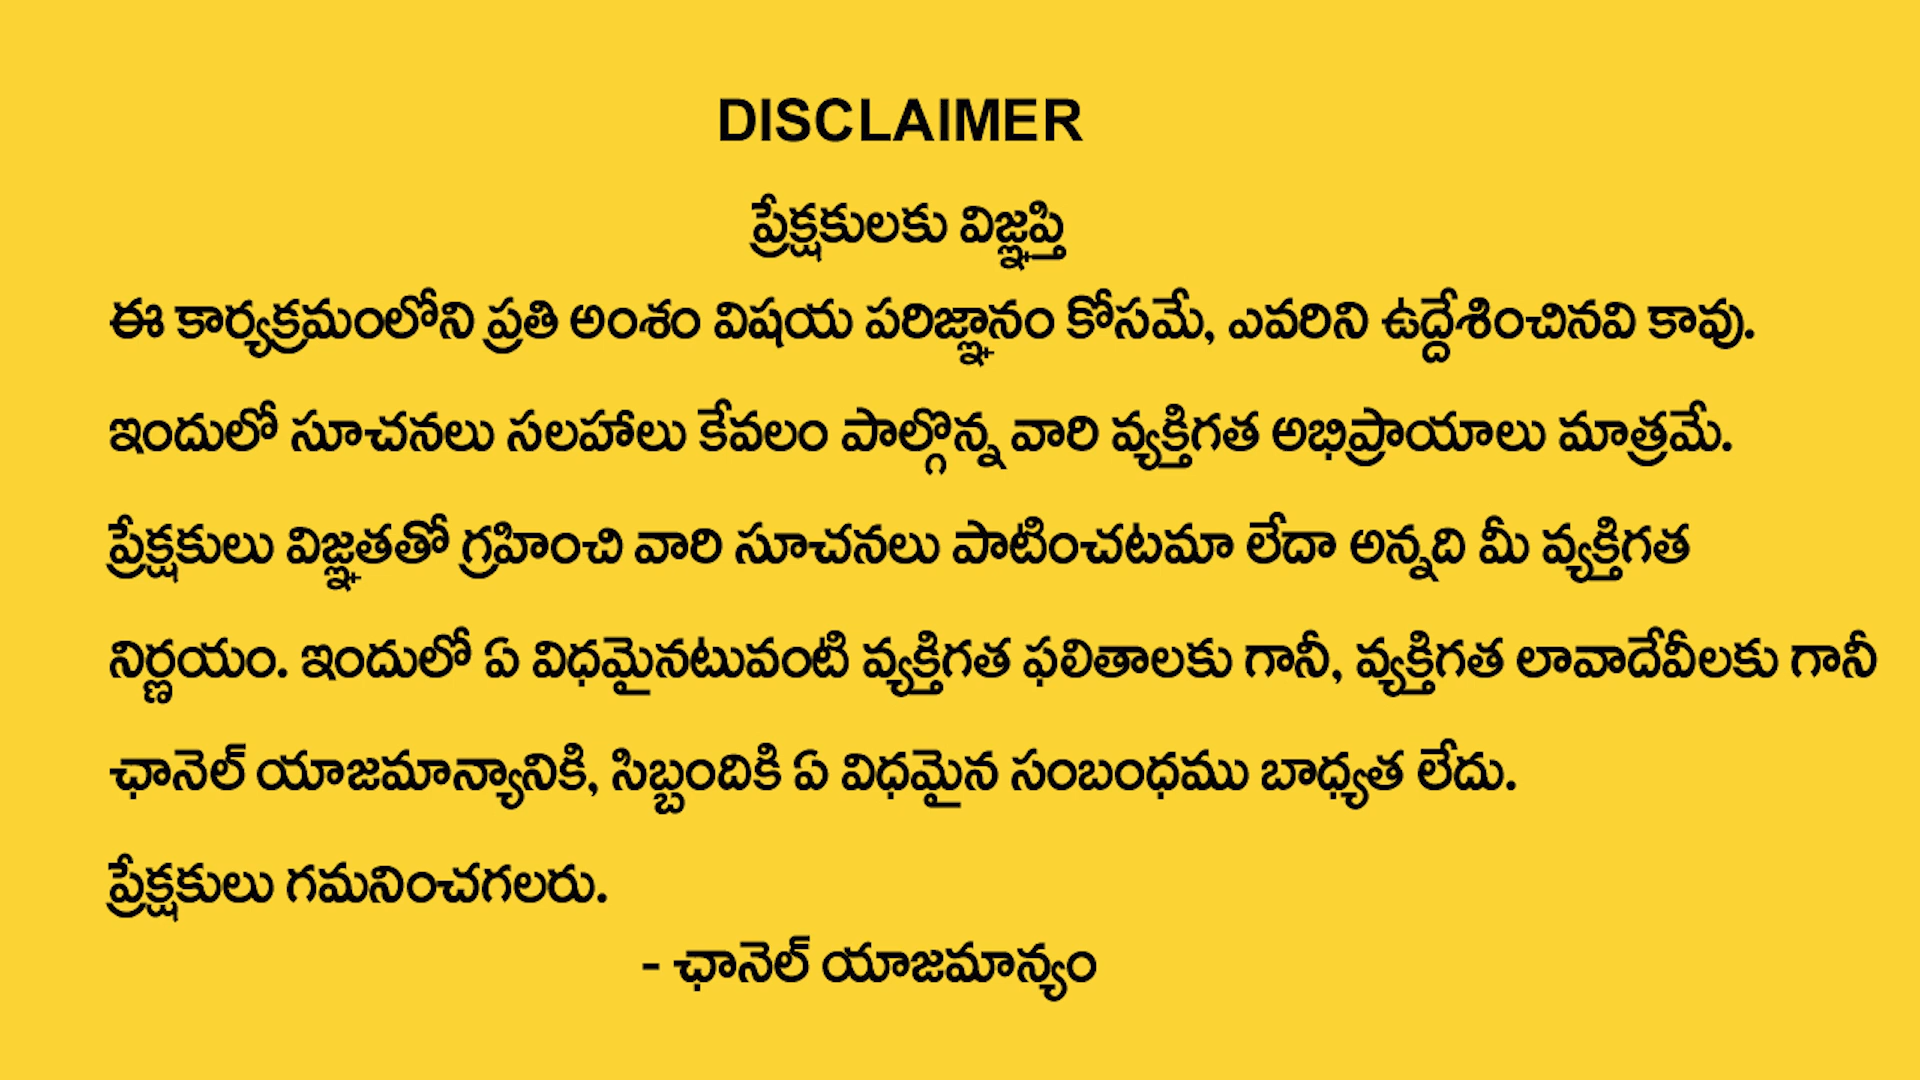 DISCLAIMER
ప్రేక్షకులకు విజ్ఞప్తి
ఈ కార్యక్రమంలోని ప్రతి అంశం విషయ పరిజ్ఞానం కోసమే, ఎవరిని ఉద్దేశించినవి కావు.
ఇందులో సూచనలు సలహాలు కేవలం పాల్గొన్న వారి వ్యక్తిగత అభిప్రాయాలు మాత్రమే.
ప్రేక్షకులు విజ్ఞతతో గ్రహించి వారి సూచనలు పాటించటమా లేదా అన్నది మీ వ్యక్తిగత
నిర్ణయం. ఇందులో ఏ విధమైనటువంటి వ్యక్తిగత ఫలితాలకు గానీ, వ్యక్తిగత లావాదేవీలకు గానీ
ఛానెల్ యాజమాన్యానికి, సిబ్బందికి ఏ విధమైన సంబంధము బాధ్యత లేదు.
ప్రేక్షకులు గమనించగలరు.
- ఛానెల్ యాజమాన్యం